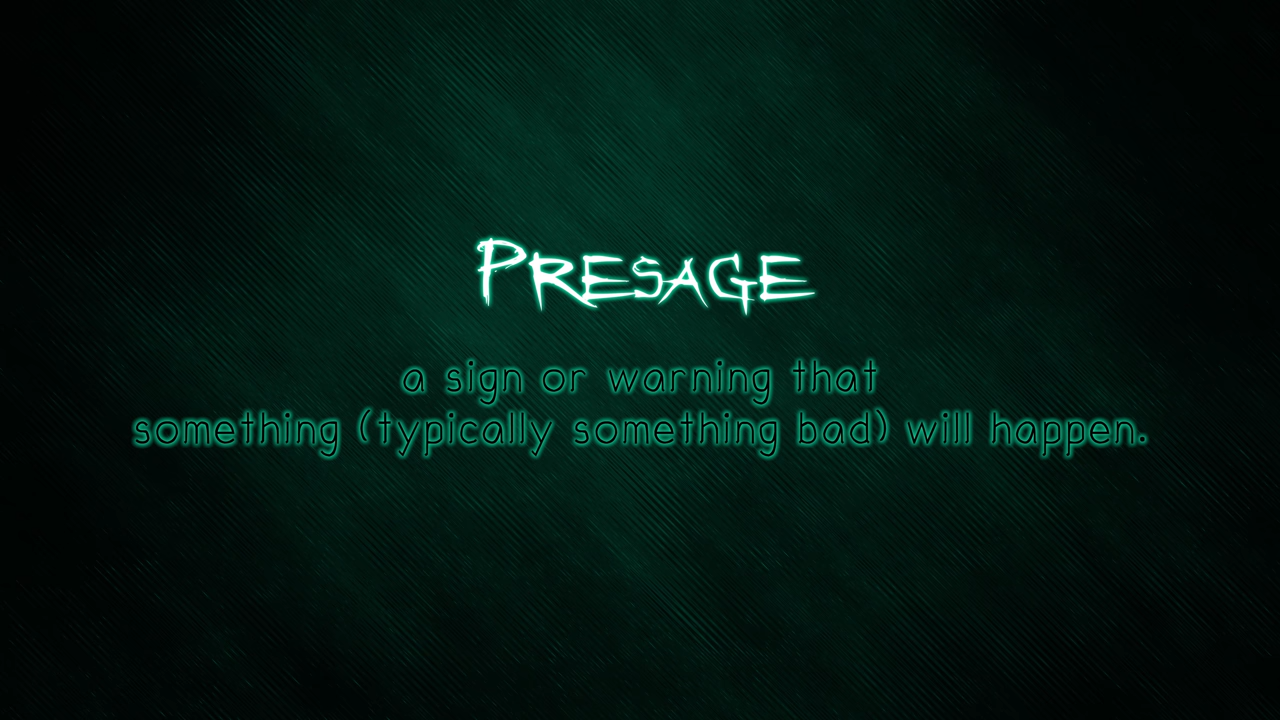 PRESAGE
a sign or warning that
something (typically something bad) will happen.